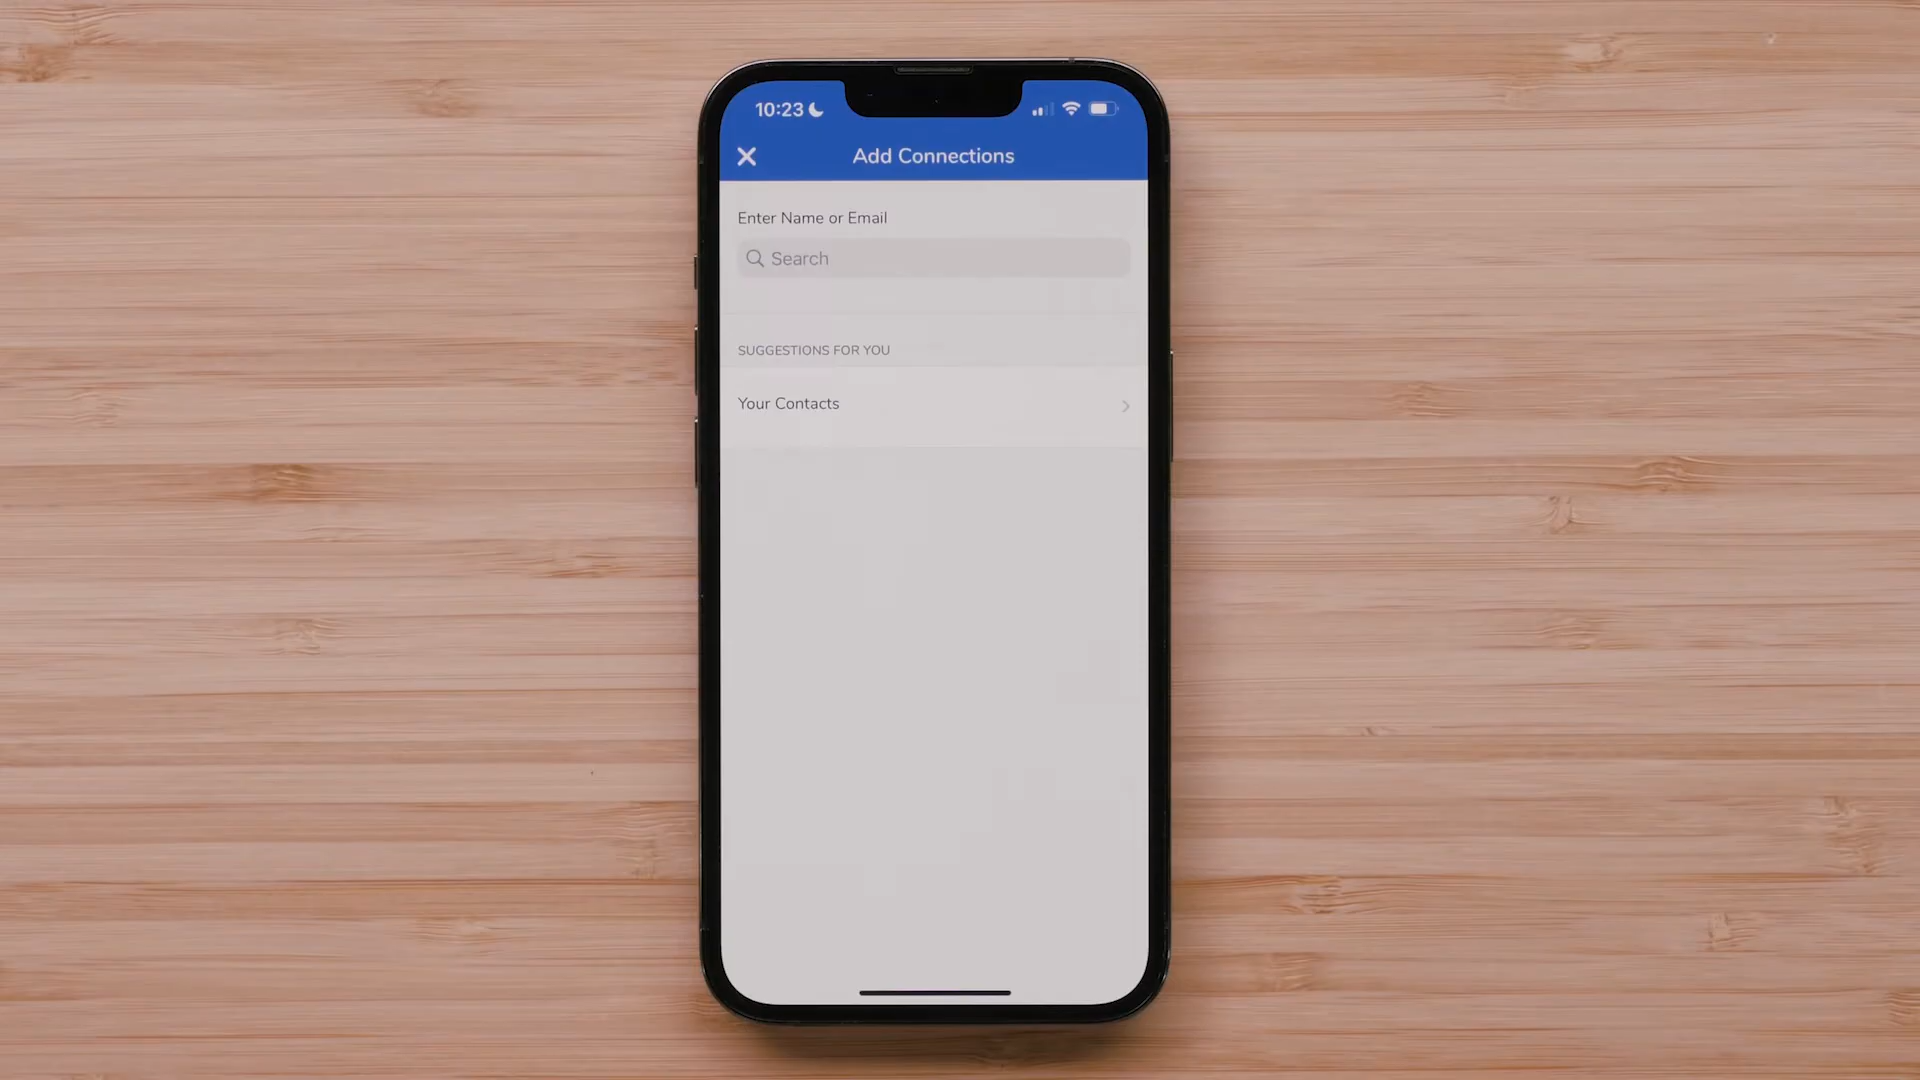 10:23
Add Connections
Enter Name or Email
Search
SUGGESTIONS FOR YOU
Your Contacts